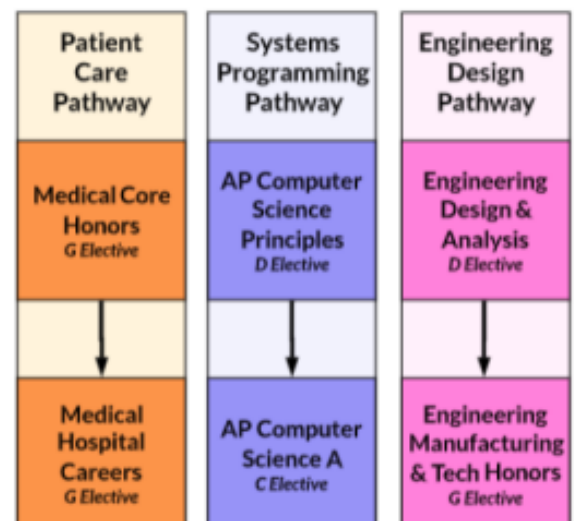 Patient
Care
Pathway
Systems
Programming
Pathway
Engineering
Design
Pathway
Medical Core
Honors
G Elective
AP Computer
Science
Principles
D Elective
Engineering
Design &
Analysis
D Elective
Medical
Hospital
Careers
G Elective
AP Computer
Science A
C Elective
Engineering
Manufacturing
& Tech Honors
G Elective